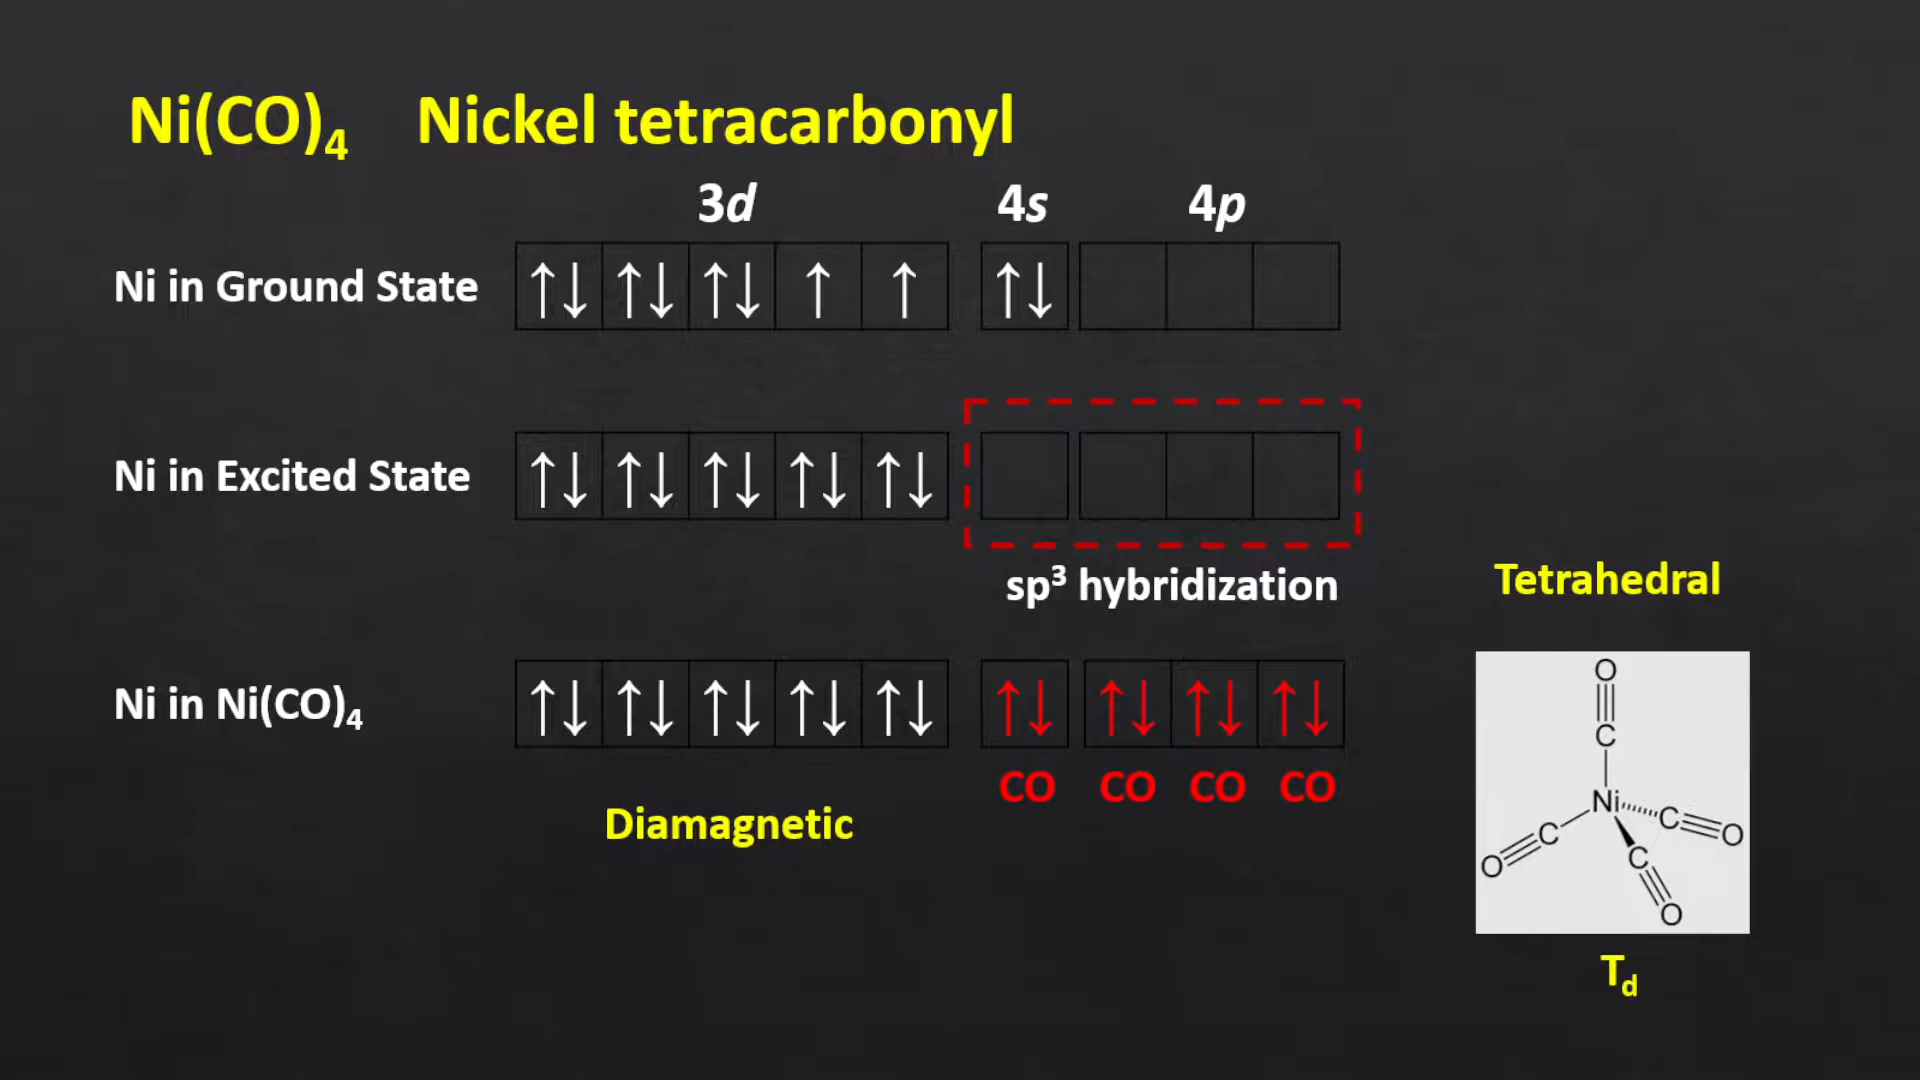 Ni(CO)₄ Nickel tetracarbonyl
3d 4s 4p
Ni in Ground State ↑↓ ↑↓ ↑↓ ↑ ↑ ↑↓
Ni in Excited State ↑↓ ↑↓ ↑↓ ↑↓ ↑↓
sp³ hybridization
Tetrahedral
Ni in Ni(CO)₄ ↑↓ ↑↓ ↑↓ ↑↓ ↑↓ ↑↓ ↑↓ ↑↓ ↑↓
CO CO CO CO
Diamagnetic
O
C
Ni
C C
O O
C
O
T_d